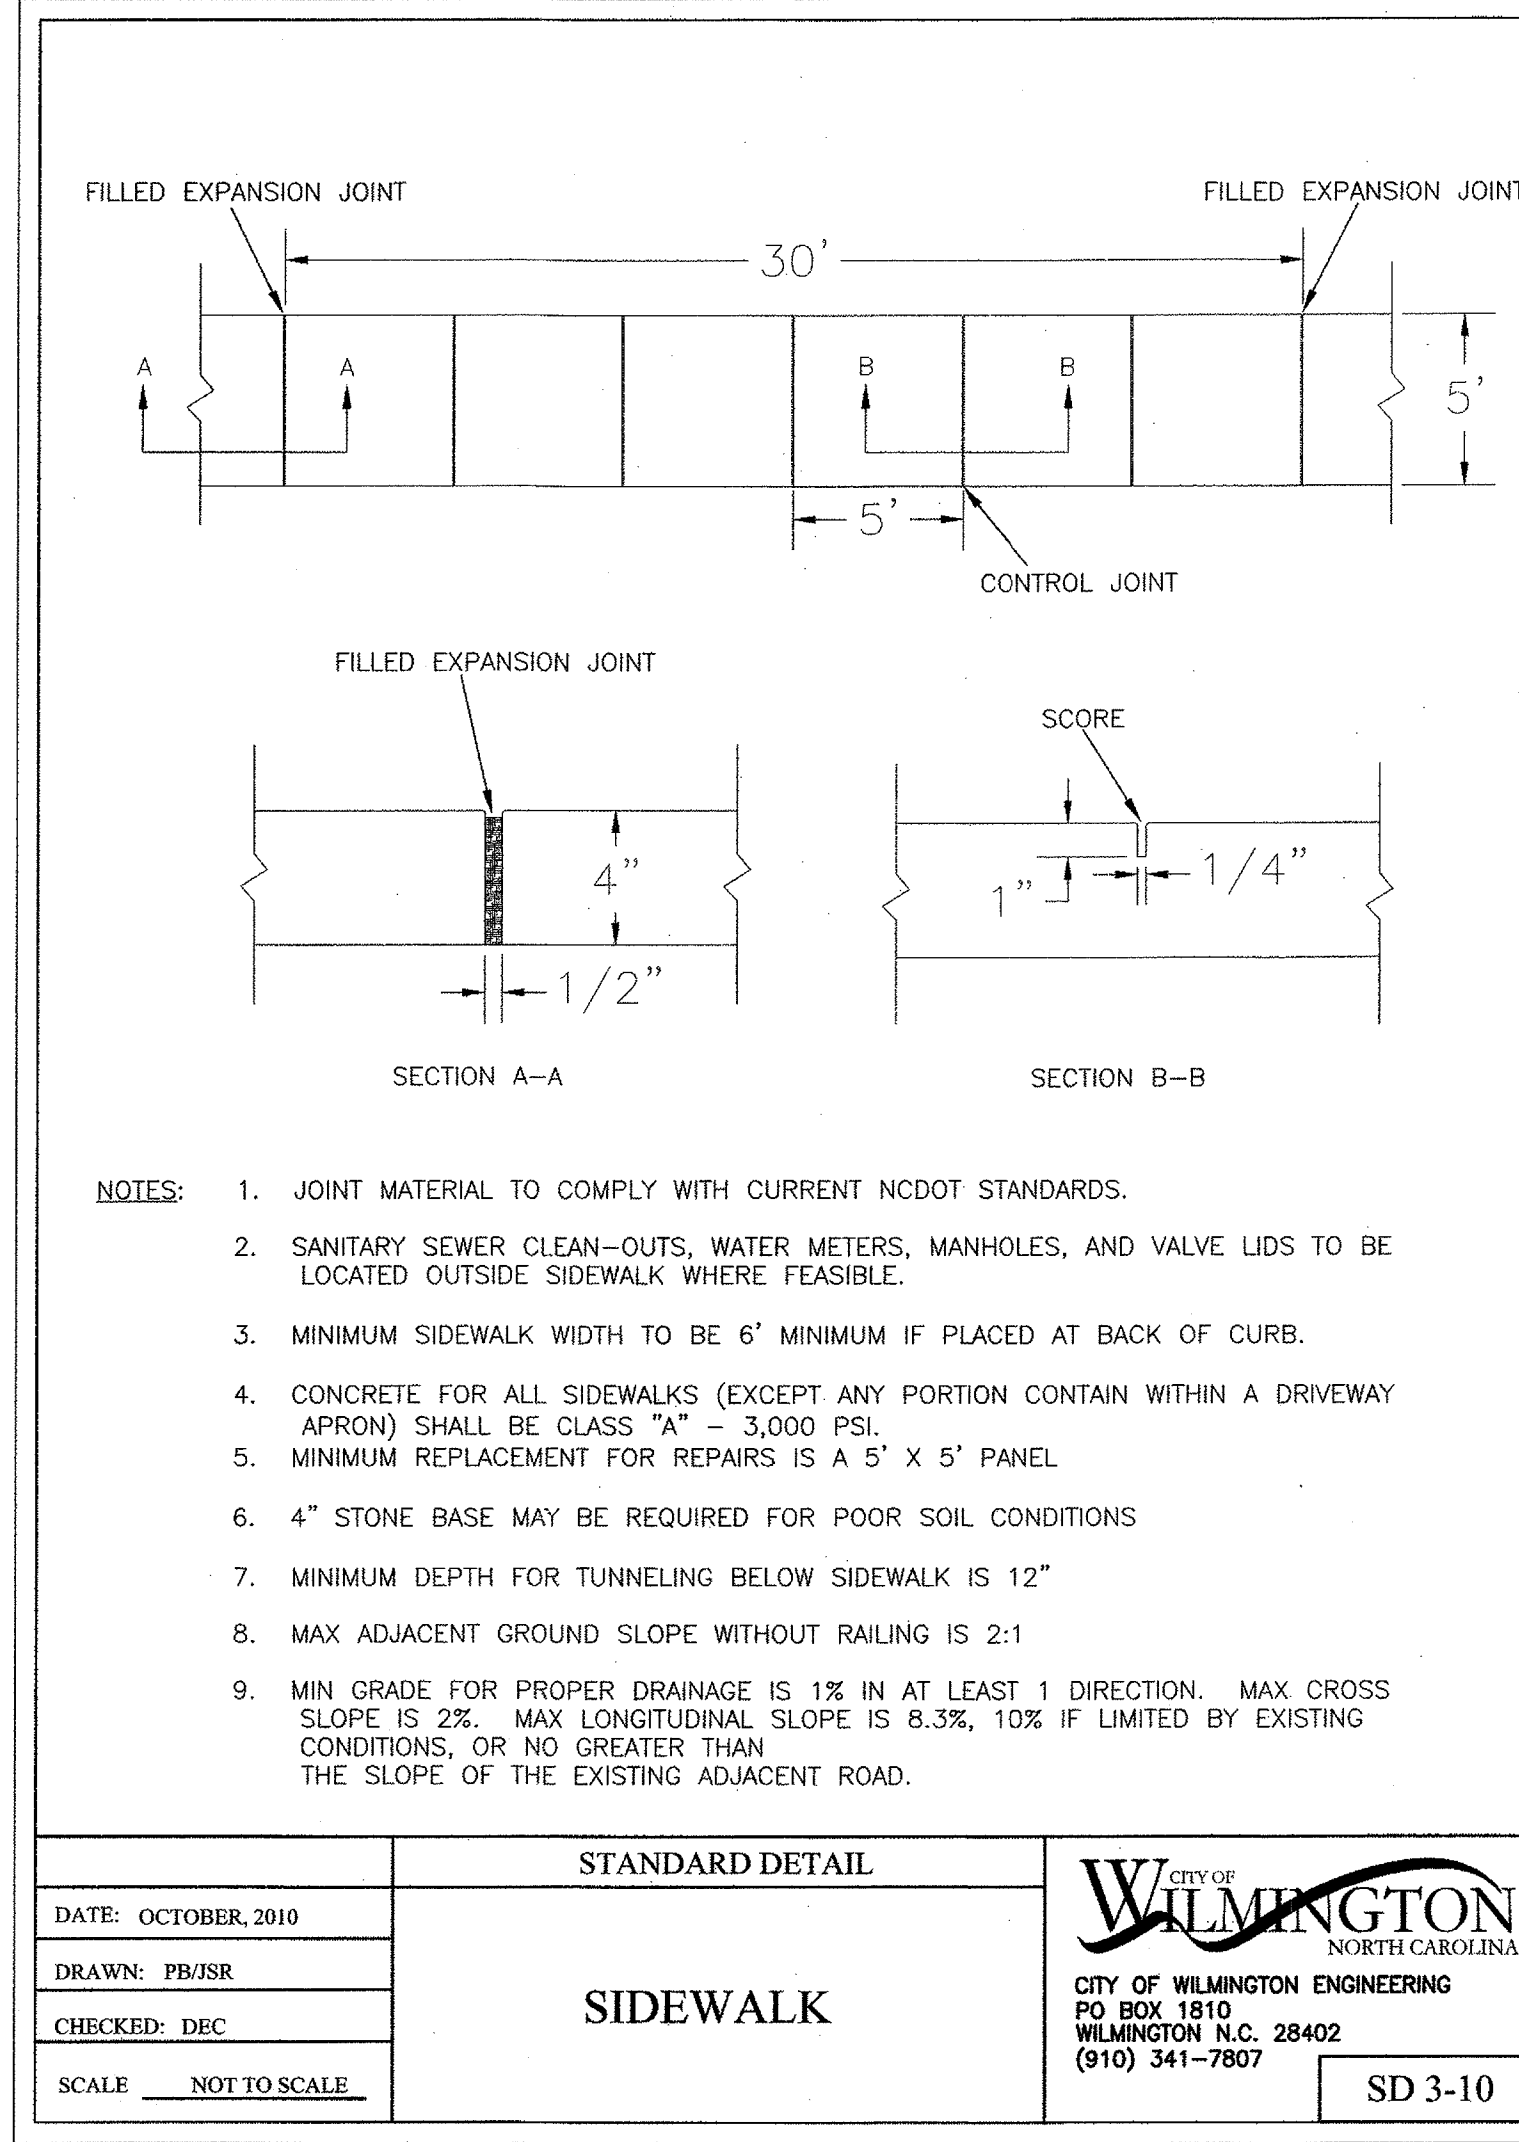 FILLED EXPANSION JOINT
FILLED EXPANSION JOINT
30'
A
A
B
B
5'
5'
CONTROL JOINT
FILLED EXPANSION JOINT
SCORE
4"
1"
1/4"
1/2"
SECTION A-A
SECTION B-B
NOTES: 1. JOINT MATERIAL TO COMPLY WITH CURRENT NCDOT STANDARDS.
2. SANITARY SEWER CLEAN-OUTS, WATER METERS, MANHOLES, AND VALVE LIDS TO BE
LOCATED OUTSIDE SIDEWALK WHERE FEASIBLE.
3. MINIMUM SIDEWALK WIDTH TO BE 6' MINIMUM IF PLACED AT BACK OF CURB.
4. CONCRETE FOR ALL SIDEWALKS (EXCEPT ANY PORTION CONTAIN WITHIN A DRIVEWAY
APRON) SHALL BE CLASS "A" - 3,000 PSI.
5. MINIMUM REPLACEMENT FOR REPAIRS IS A 5' X 5' PANEL
6. 4" STONE BASE MAY BE REQUIRED FOR POOR SOIL CONDITIONS
7. MINIMUM DEPTH FOR TUNNELING BELOW SIDEWALK IS 12"
8. MAX ADJACENT GROUND SLOPE WITHOUT RAILING IS 2:1
9. MIN GRADE FOR PROPER DRAINAGE IS 1% IN AT LEAST 1 DIRECTION. MAX CROSS
SLOPE IS 2%. MAX LONGITUDINAL SLOPE IS 8.3%, 10% IF LIMITED BY EXISTING
CONDITIONS, OR NO GREATER THAN
THE SLOPE OF THE EXISTING ADJACENT ROAD.
STANDARD DETAIL
DATE: OCTOBER, 2010
DRAWN: PB/JSR
CHECKED: DEC
SCALE NOT TO SCALE
SIDEWALK
CITY OF
WILMINGTON
NORTH CAROLINA
CITY OF WILMINGTON ENGINEERING
PO BOX 1810
WILMINGTON N.C. 28402
(910) 341-7807
SD 3-10